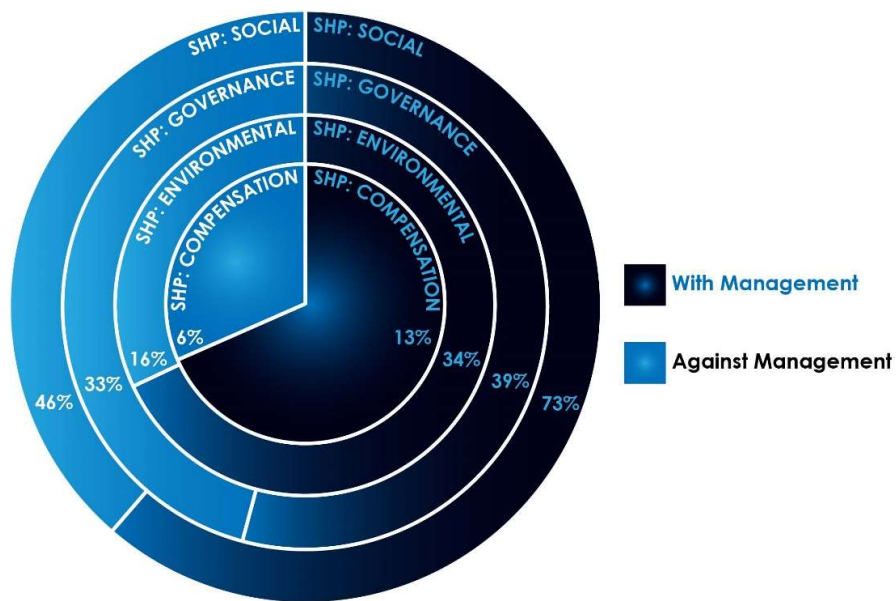 SHP: SOCIAL
SHP: SOCIAL
SHP: GOVERNANCE
SHP: GOVERNANCE
SHP: ENVIRONMENTAL
SHP: ENVIRONMENTAL
SHP: COMPENSATION
SHP: COMPENSATION
46%
33%
16%
6%
13%
34%
39%
73%
With Management
Against Management